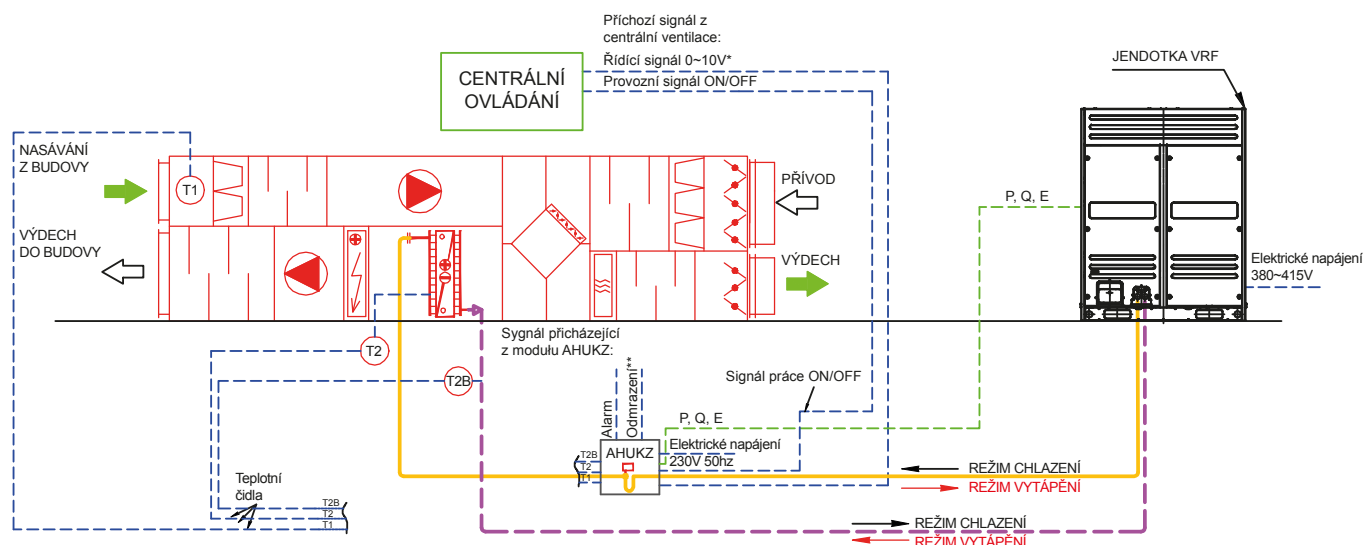 Příchozí signál z
centrální ventilace:
Řídící signál 0~10V*
Provozní signál ON/OFF
CENTRÁLNÍ
OVLÁDÁNÍ
JENDOTKA VRF
NASÁVÁNÍ
Z BUDOVY
T1
PŘÍVOD
P, Q, E
VÝDECH
DO BUDOVY
VÝDECH
Elektrické napájení
380~415V
Sygnál přicházející
z modułu AHUKZ:
T2
T2B
Signál práce ON/OFF
Alarm
Odmrazení**
P, Q, E
Elektrické napájení
230V 50hz
AHUKZ
T2B
T2
T1
REŽIM CHLAZENÍ
REŽIM VYTÁPĚNÍ
Teplotní
čidla
T2B
T2
T1
REŽIM CHLAZENÍ
REŽIM VYTÁPĚNÍ